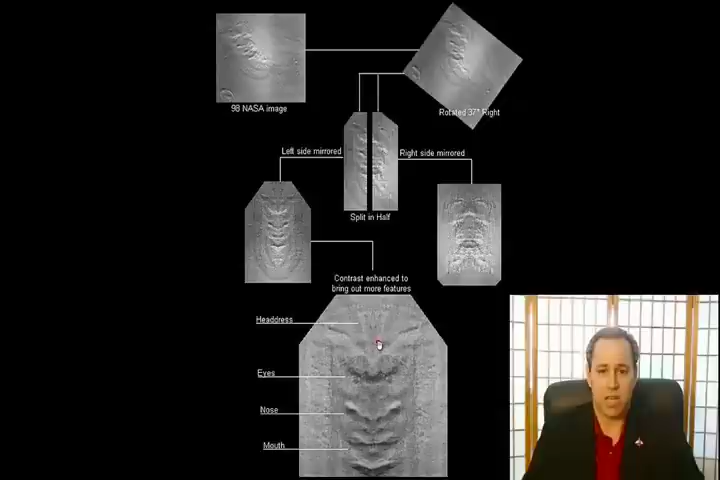 98 NASA image
Rotated 37° Right
Left side mirrored
Right side mirrored
Split in Half
Contrast enhanced to
bring out more features
Headdress
Eyes
Nose
Mouth